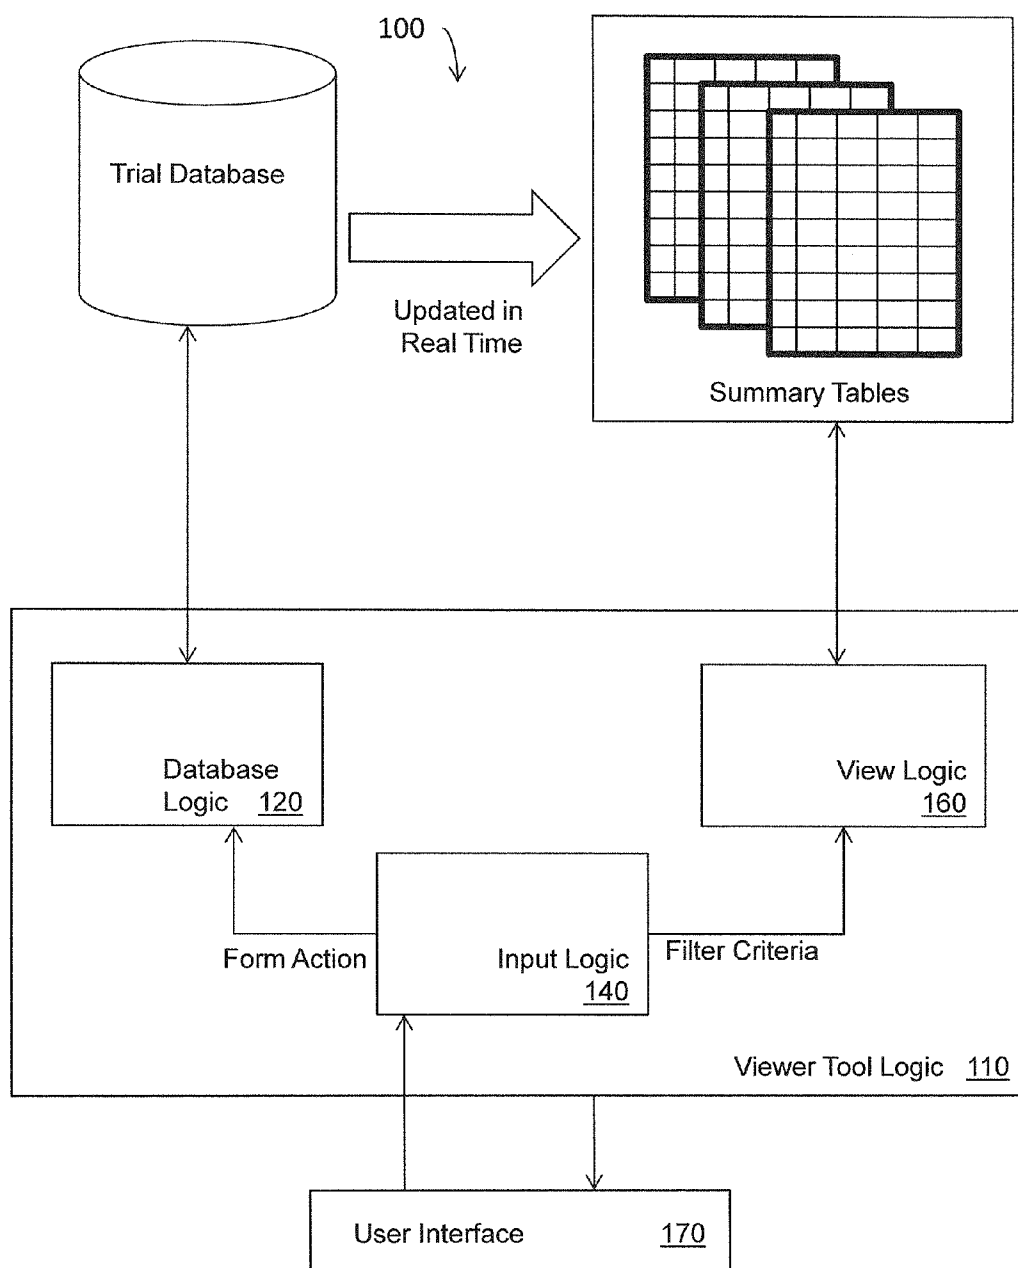 100
Trial Database
Updated in
Real Time
Summary Tables
Database
Logic 120
View Logic
160
Form Action
Input Logic
140
Filter Criteria
Viewer Tool Logic 110
User Interface 170